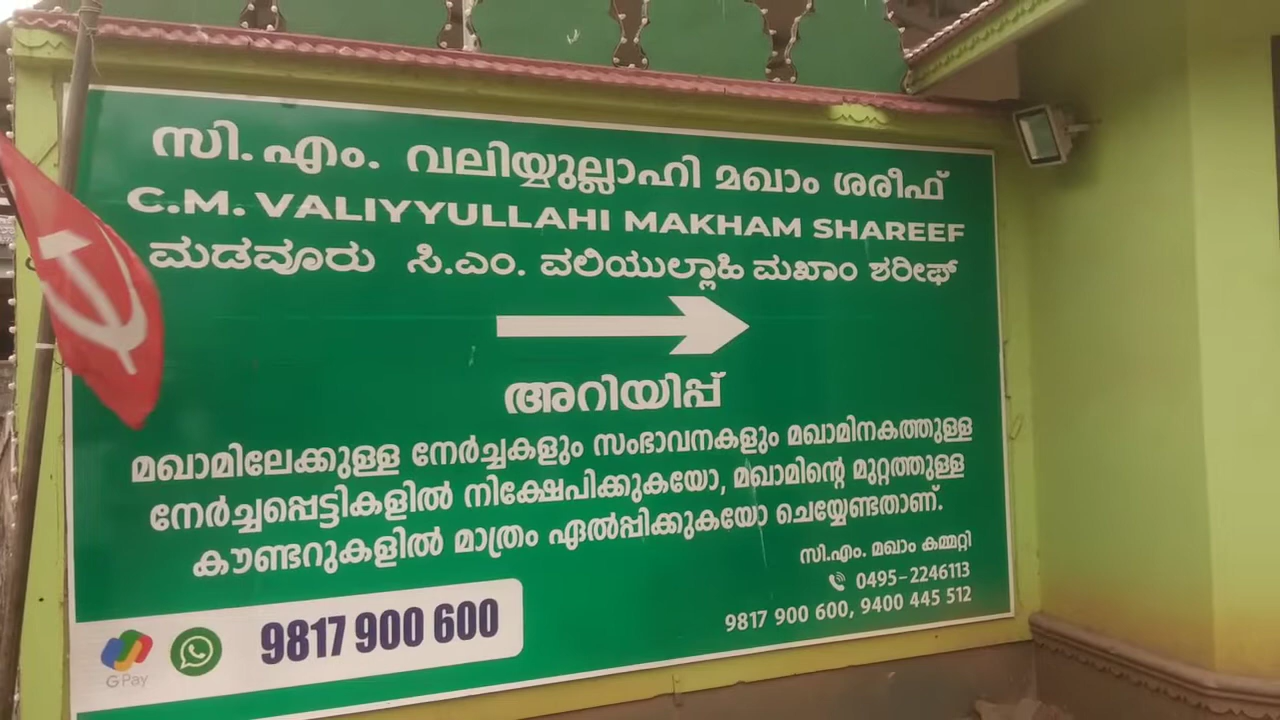 സി.എം. വലിയ്യുല്ലാഹി മഖാം ശരീഫ്
C.M. VALIYYULLAHI MAKHAM SHAREEF
ಮಡವೂರು ಸಿ.ಎಂ. ವಲಿಯುಲ್ಲಾಹಿ ಮಖಾಂ ಶರೀಫ್
അറിയിപ്പ്
മഖാമിലേക്കുള്ള നേർച്ചകളും സംഭാവനകളും മഖാമിനകത്തുള്ള
നേർച്ചപ്പെട്ടികളിൽ നിക്ഷേപിക്കുകയോ, മഖാമിന്റെ മുറ്റത്തുള്ള
കൗണ്ടറുകളിൽ മാത്രം ഏൽപ്പിക്കുകയോ ചെയ്യേണ്ടതാണ്.
സി.എം. മഖാം കമ്മറ്റി
0495-2246113
9817 900 600, 9400 445 512
9817 900 600
G Pay